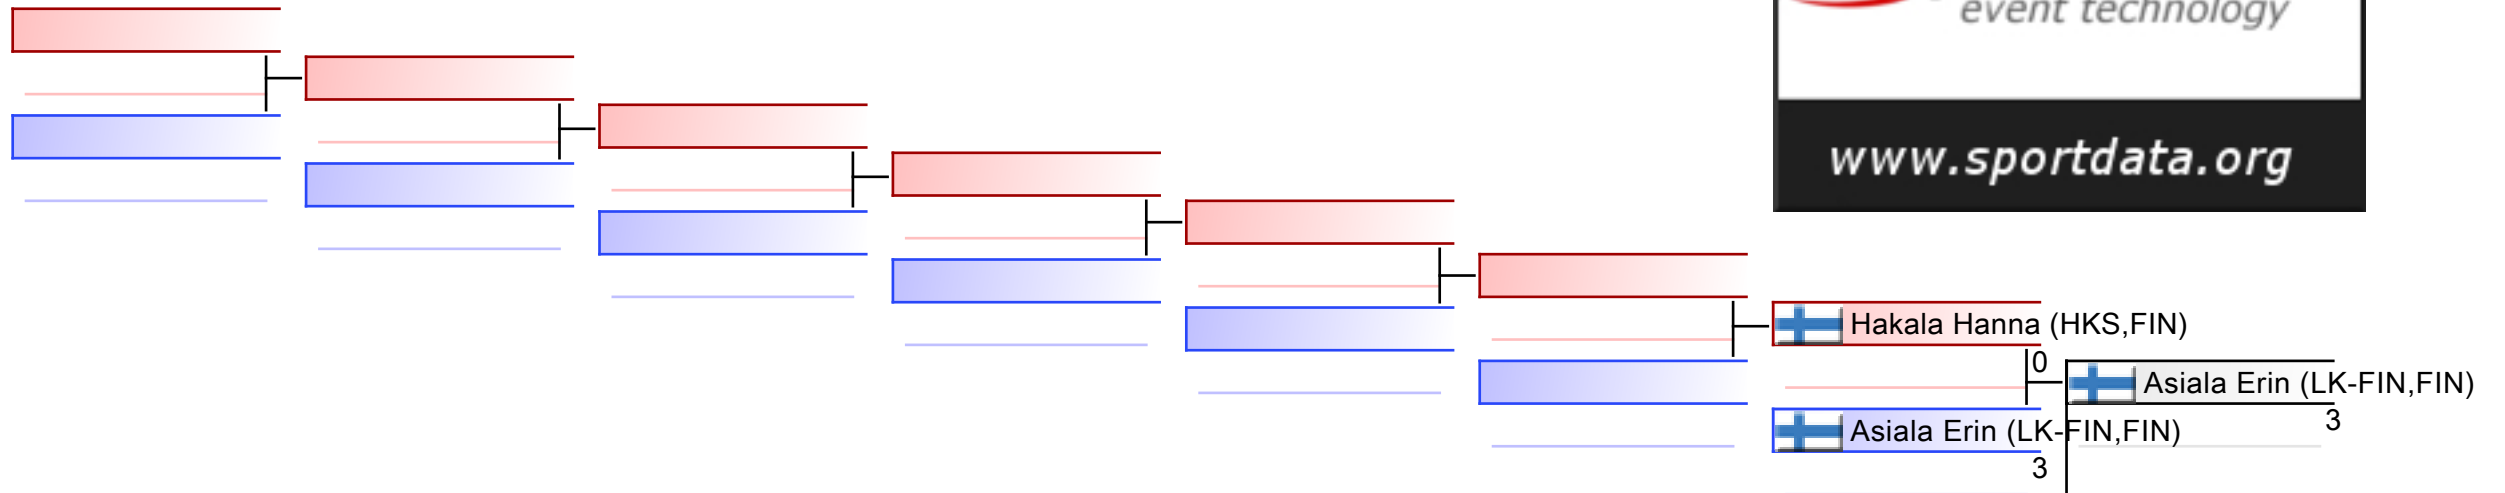 event technology
www.sportdata.org
Hakala Hanna (HKS,FIN)
0
Asiala Erin (LK-FIN,FIN)
3
Asiala Erin (LK-FIN,FIN)
3